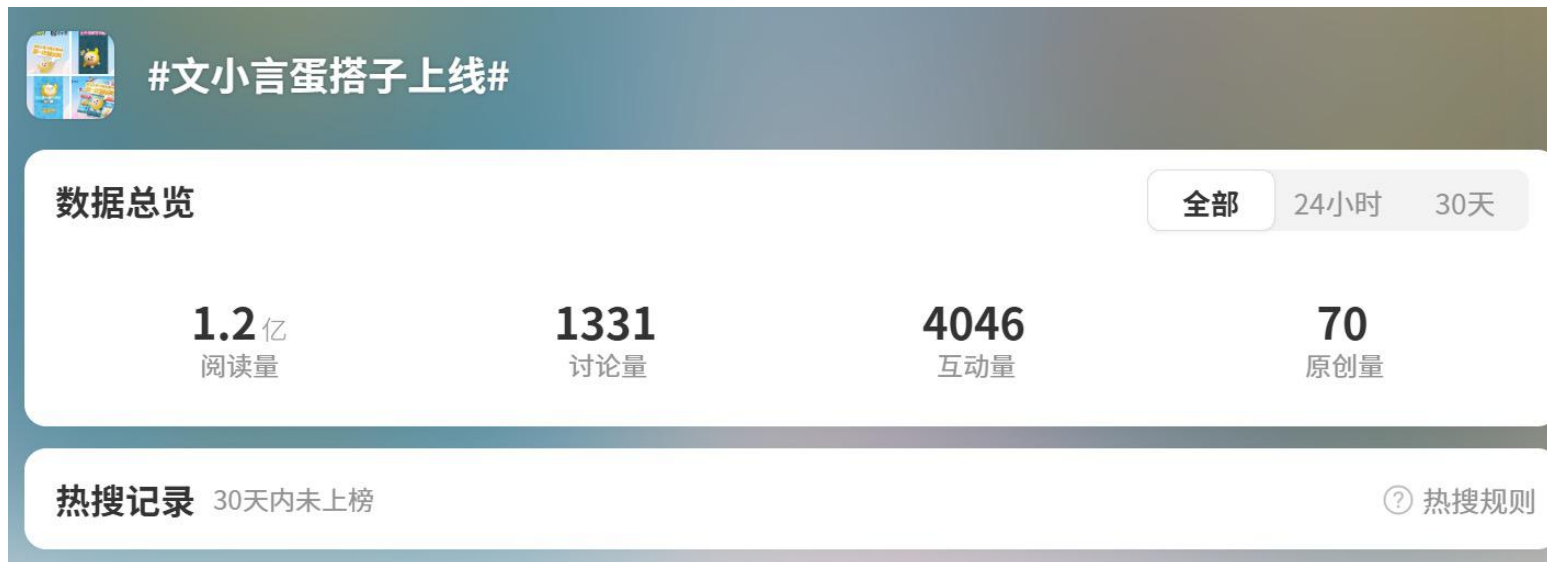 #文小言蛋搭子上线#
数据总览
全部 24小时 30天
1.2亿 1331 4046 70
阅读量 讨论量 互动量 原创量
热搜记录 30天内未上榜 ? 热搜规则